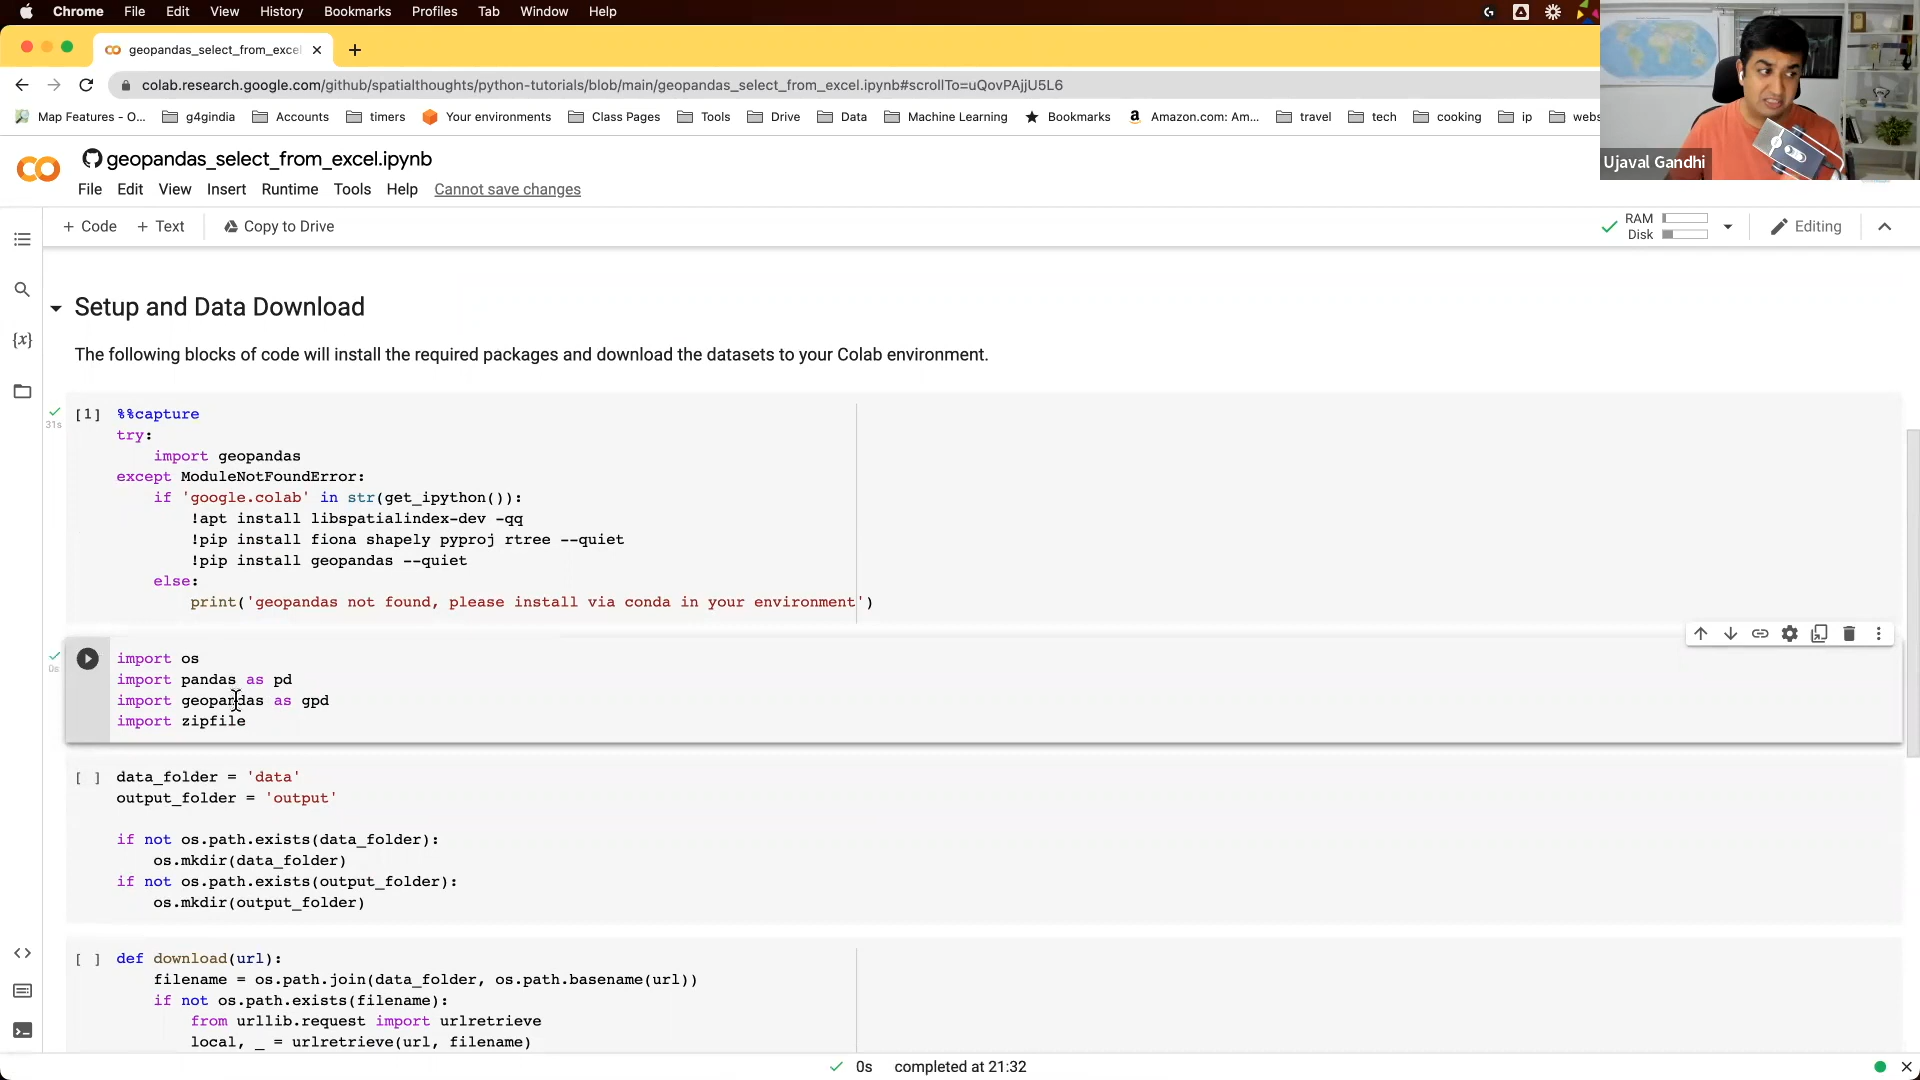 Chrome File Edit View History Bookmarks Profiles Tab Window Help
geopandas_select_from_excel
colab.research.google.com/github/spatialthoughts/python-tutorials/blob/main/geopandas_select_from_excel.ipynb#scrollTo=uQovPAjjU5L6
Map Features - O... g4gindia Accounts timers Your environments Class Pages Tools Drive Data Machine Learning Bookmarks Amazon.com: Am... travel tech cooking ip webs
Ujaval Gandhi
geopandas_select_from_excel.ipynb
File Edit View Insert Runtime Tools Help Cannot save changes
+ Code + Text Copy to Drive
RAM
Disk
Editing
Setup and Data Download
The following blocks of code will install the required packages and download the datasets to your Colab environment.
31s
[1] %%capture
try:
import geopandas
except ModuleNotFoundError:
if 'google.colab' in str(get_ipython()):
!apt install libspatialindex-dev -qq
!pip install fiona shapely pyproj rtree --quiet
!pip install geopandas --quiet
else:
print('geopandas not found, please install via conda in your environment')
0s
import os
import pandas as pd
import geopandas as gpd
import zipfile
[ ] data_folder = 'data'
output_folder = 'output'
if not os.path.exists(data_folder):
os.mkdir(data_folder)
if not os.path.exists(output_folder):
os.mkdir(output_folder)
[ ] def download(url):
filename = os.path.join(data_folder, os.path.basename(url))
if not os.path.exists(filename):
from urllib.request import urlretrieve
local, _ = urlretrieve(url, filename)
0s completed at 21:32